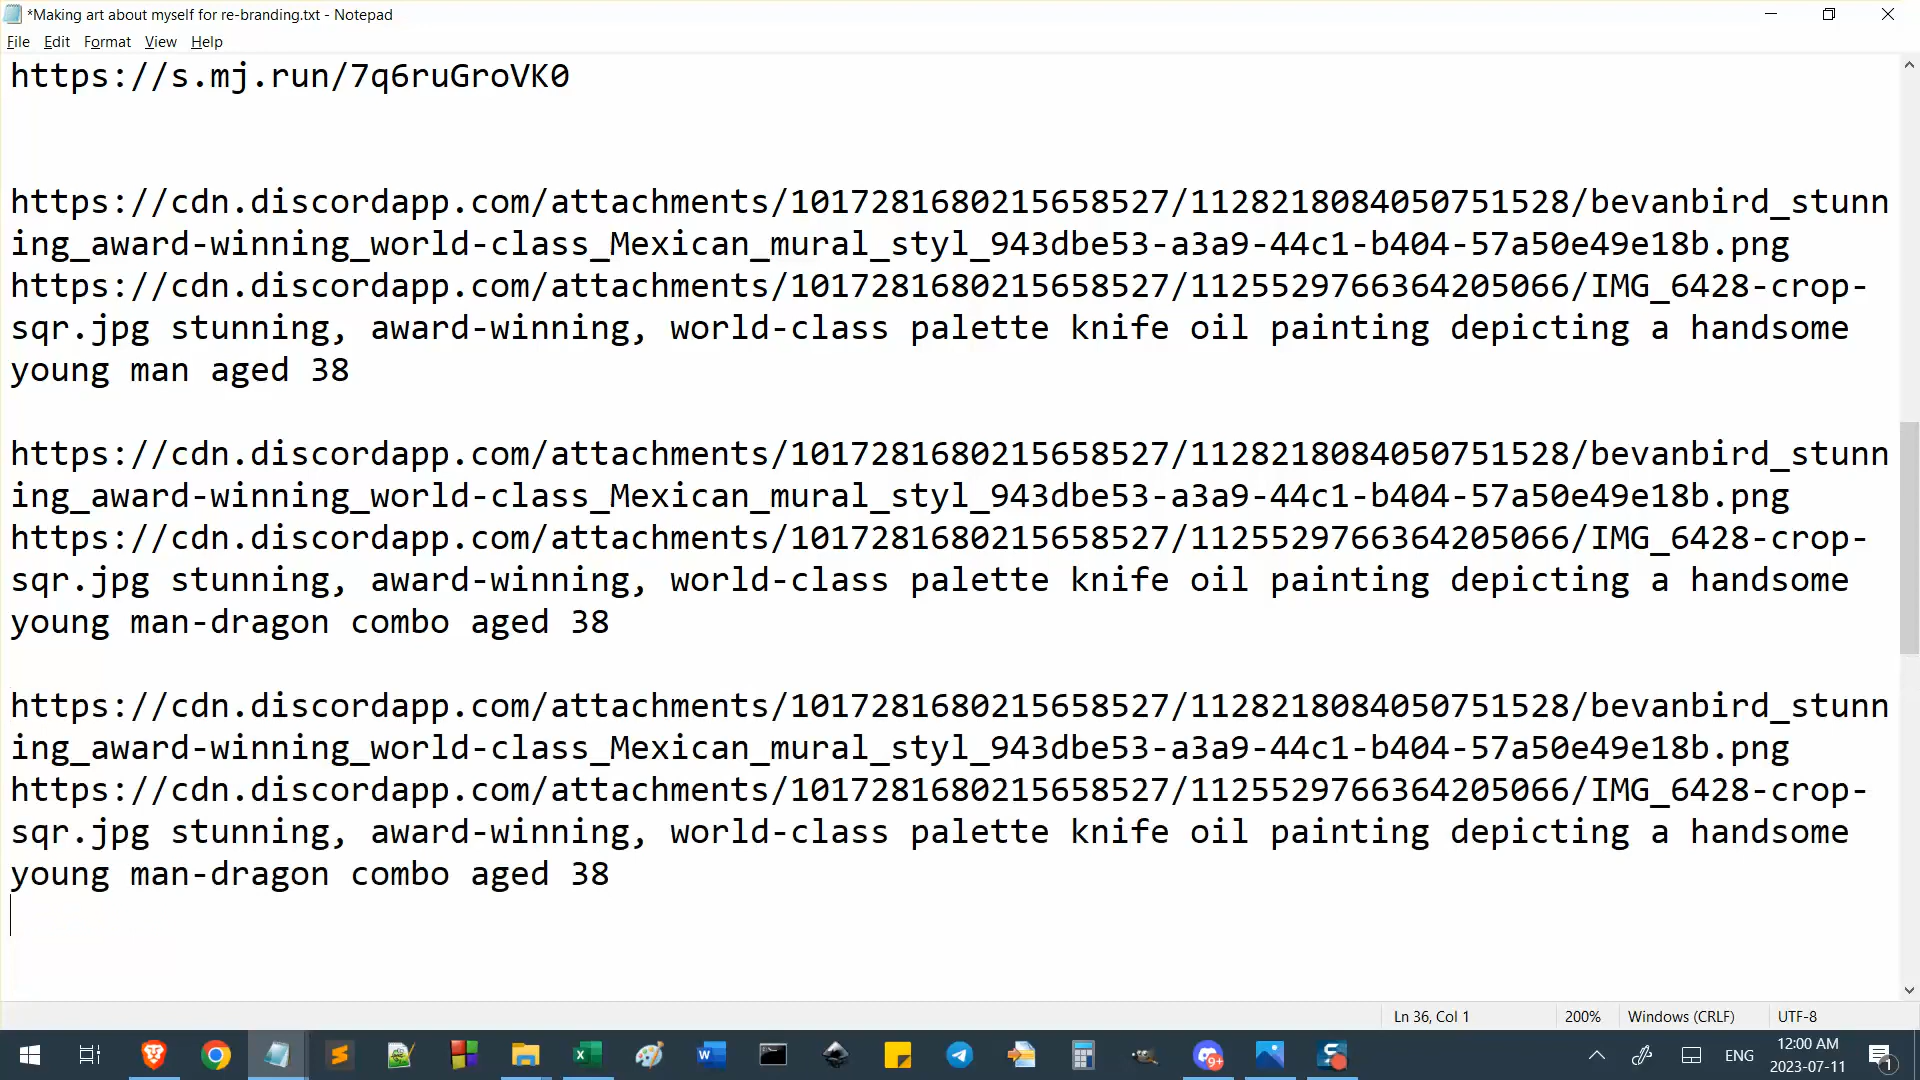 *Making art about myself for re-branding.txt - Notepad
File Edit Format View Help
https://s.mj.run/7q6ruGroVK0
https://cdn.discordapp.com/attachments/1017281680215658527/1128218084050751528/bevanbird_stunn
ing_award-winning_world-class_Mexican_mural_styl_943dbe53-a3a9-44c1-b404-57a50e49e18b.png
https://cdn.discordapp.com/attachments/1017281680215658527/1125529766364205066/IMG_6428-crop-
sqr.jpg stunning, award-winning, world-class palette knife oil painting depicting a handsome
young man aged 38
https://cdn.discordapp.com/attachments/1017281680215658527/1128218084050751528/bevanbird_stunn
ing_award-winning_world-class_Mexican_mural_styl_943dbe53-a3a9-44c1-b404-57a50e49e18b.png
https://cdn.discordapp.com/attachments/1017281680215658527/1125529766364205066/IMG_6428-crop-
sqr.jpg stunning, award-winning, world-class palette knife oil painting depicting a handsome
young man-dragon combo aged 38
https://cdn.discordapp.com/attachments/1017281680215658527/1128218084050751528/bevanbird_stunn
ing_award-winning_world-class_Mexican_mural_styl_943dbe53-a3a9-44c1-b404-57a50e49e18b.png
https://cdn.discordapp.com/attachments/1017281680215658527/1125529766364205066/IMG_6428-crop-
sqr.jpg stunning, award-winning, world-class palette knife oil painting depicting a handsome
young man-dragon combo aged 38
Ln 36, Col 1 200% Windows (CRLF) UTF-8
9+ ENG 12:00 AM
2023-07-11 1